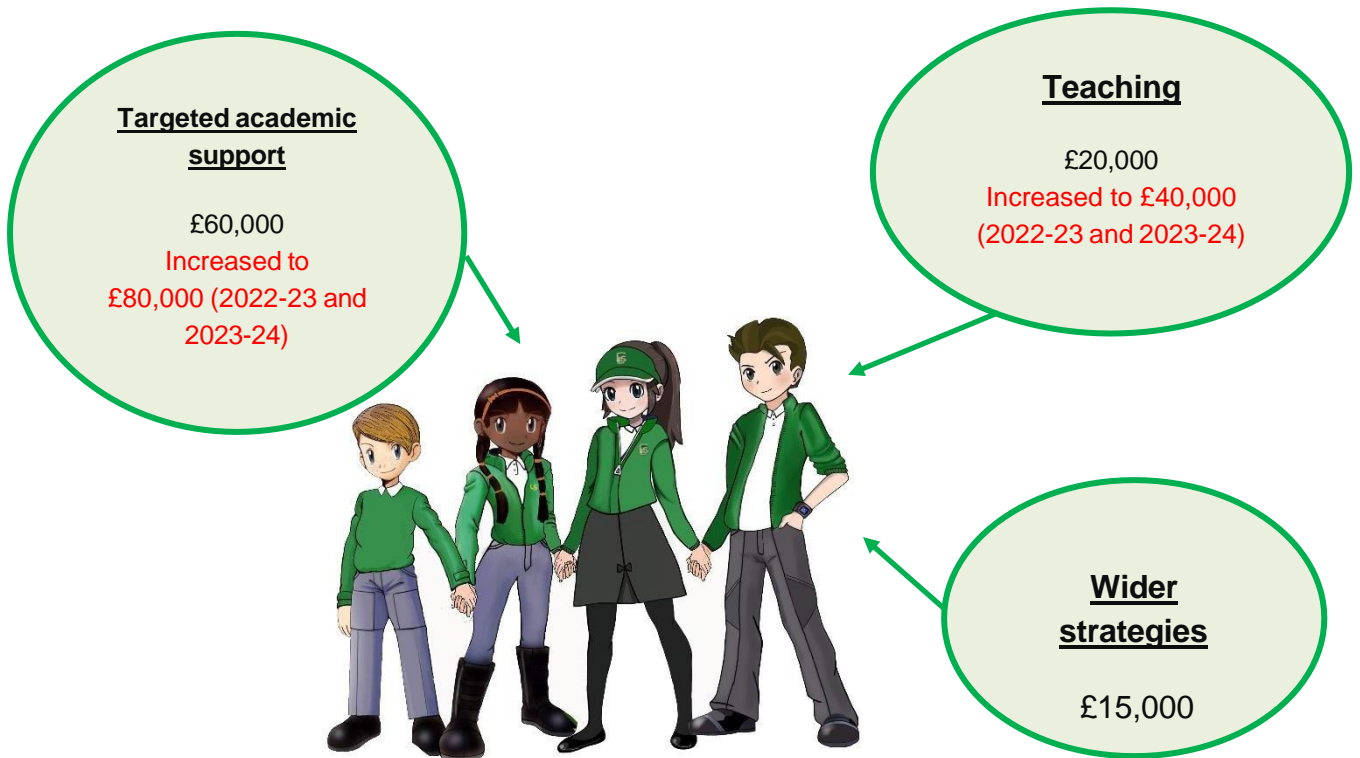 Targeted academic
support
£60,000
Increased to
£80,000 (2022-23 and
2023-24)
Teaching
£20,000
Increased to £40,000
(2022-23 and 2023-24)
Wider
strategies
£15,000